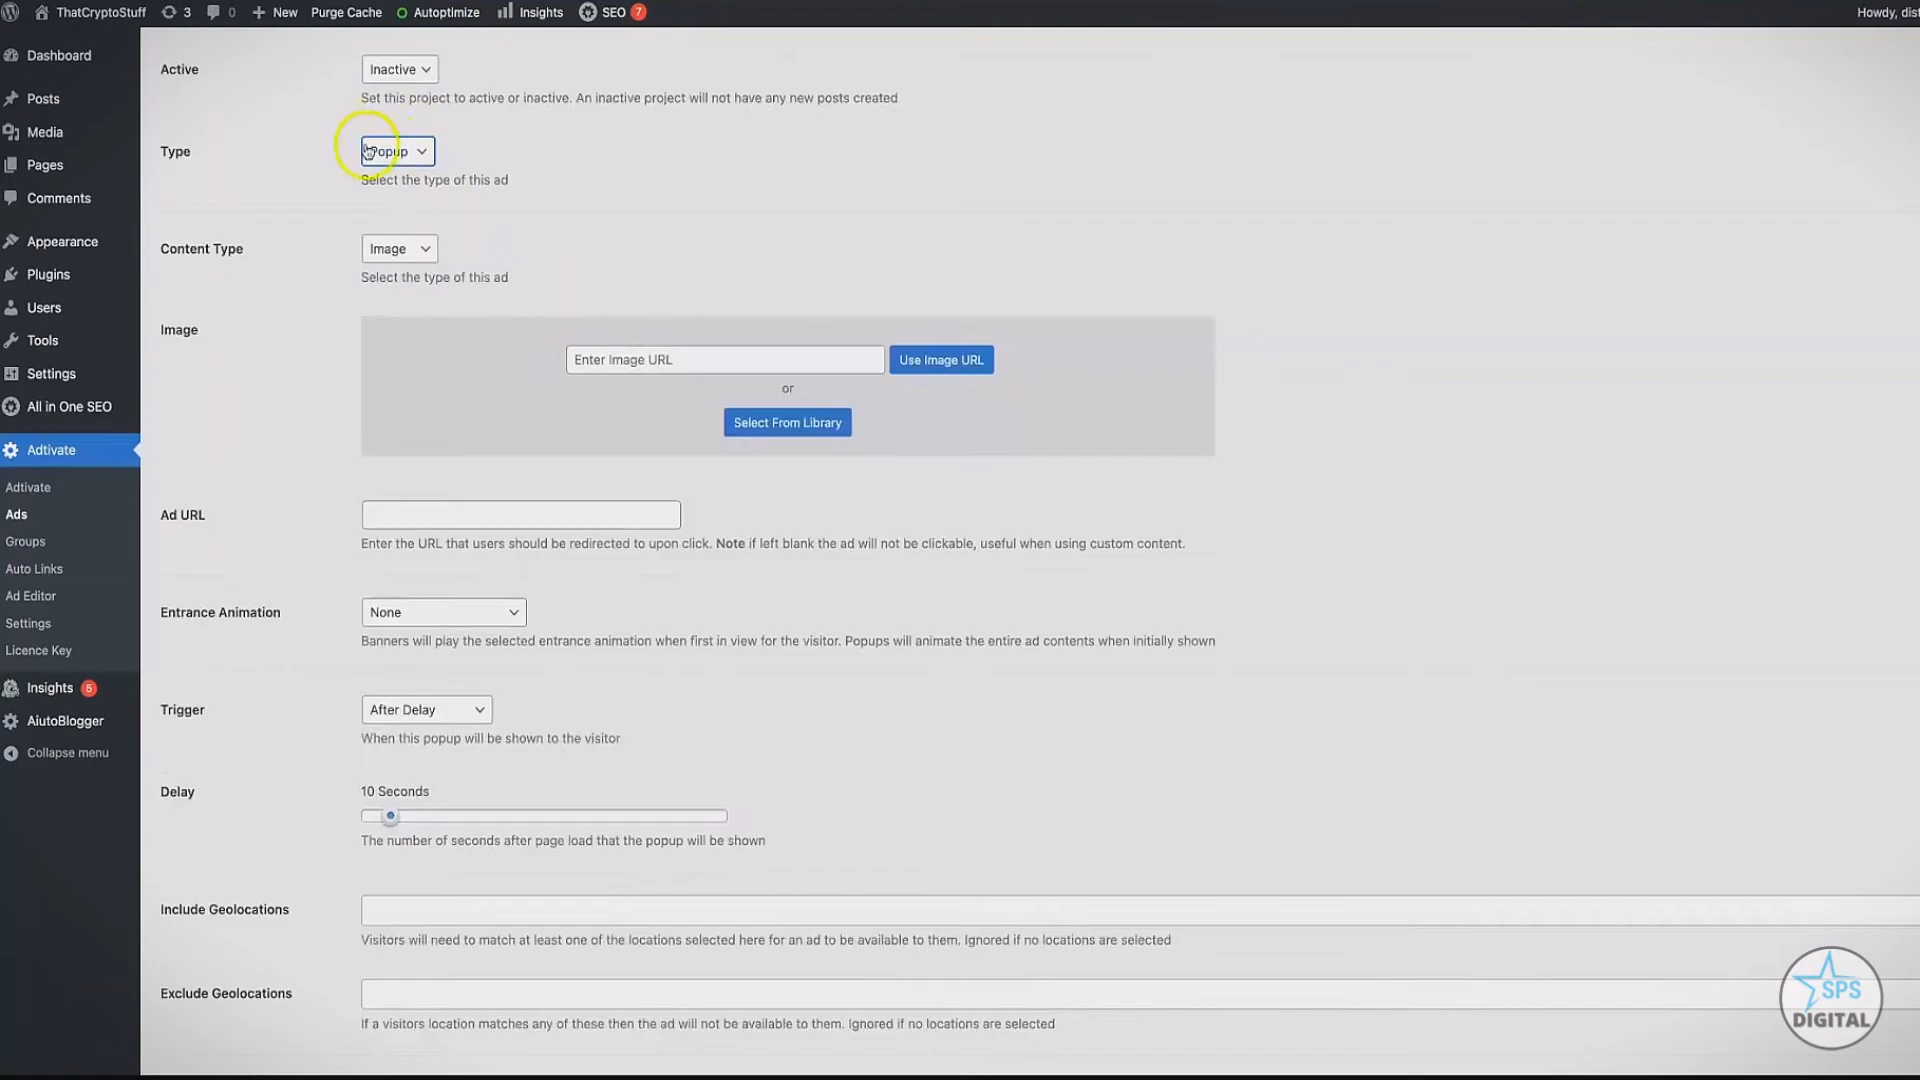 ThatCryptoStuff 3 0 New Purge Cache Autoptimize Insights SEO 7 Howdy, dist
Dashboard
Posts
Media
Pages
Comments
Appearance
Plugins
Users
Tools
Settings
All in One SEO
Adtivate
Adtivate
Ads
Groups
Auto Links
Ad Editor
Settings
Licence Key
Insights 5
AiutoBlogger
Collapse menu
Active Inactive
Set this project to active or inactive. An inactive project will not have any new posts created
Type Popup
Select the type of this ad
Content Type Image
Select the type of this ad
Image
Enter Image URL Use Image URL
or
Select From Library
Ad URL
Enter the URL that users should be redirected to upon click. Note if left blank the ad will not be clickable, useful when using custom content.
Entrance Animation None
Banners will play the selected entrance animation when first in view for the visitor. Popups will animate the entire ad contents when initially shown
Trigger After Delay
When this popup will be shown to the visitor
Delay 10 Seconds
The number of seconds after page load that the popup will be shown
Include Geolocations
Visitors will need to match at least one of the locations selected here for an ad to be available to them. Ignored if no locations are selected
Exclude Geolocations
If a visitors location matches any of these then the ad will not be available to them. Ignored if no locations are selected
SPS
DIGITAL